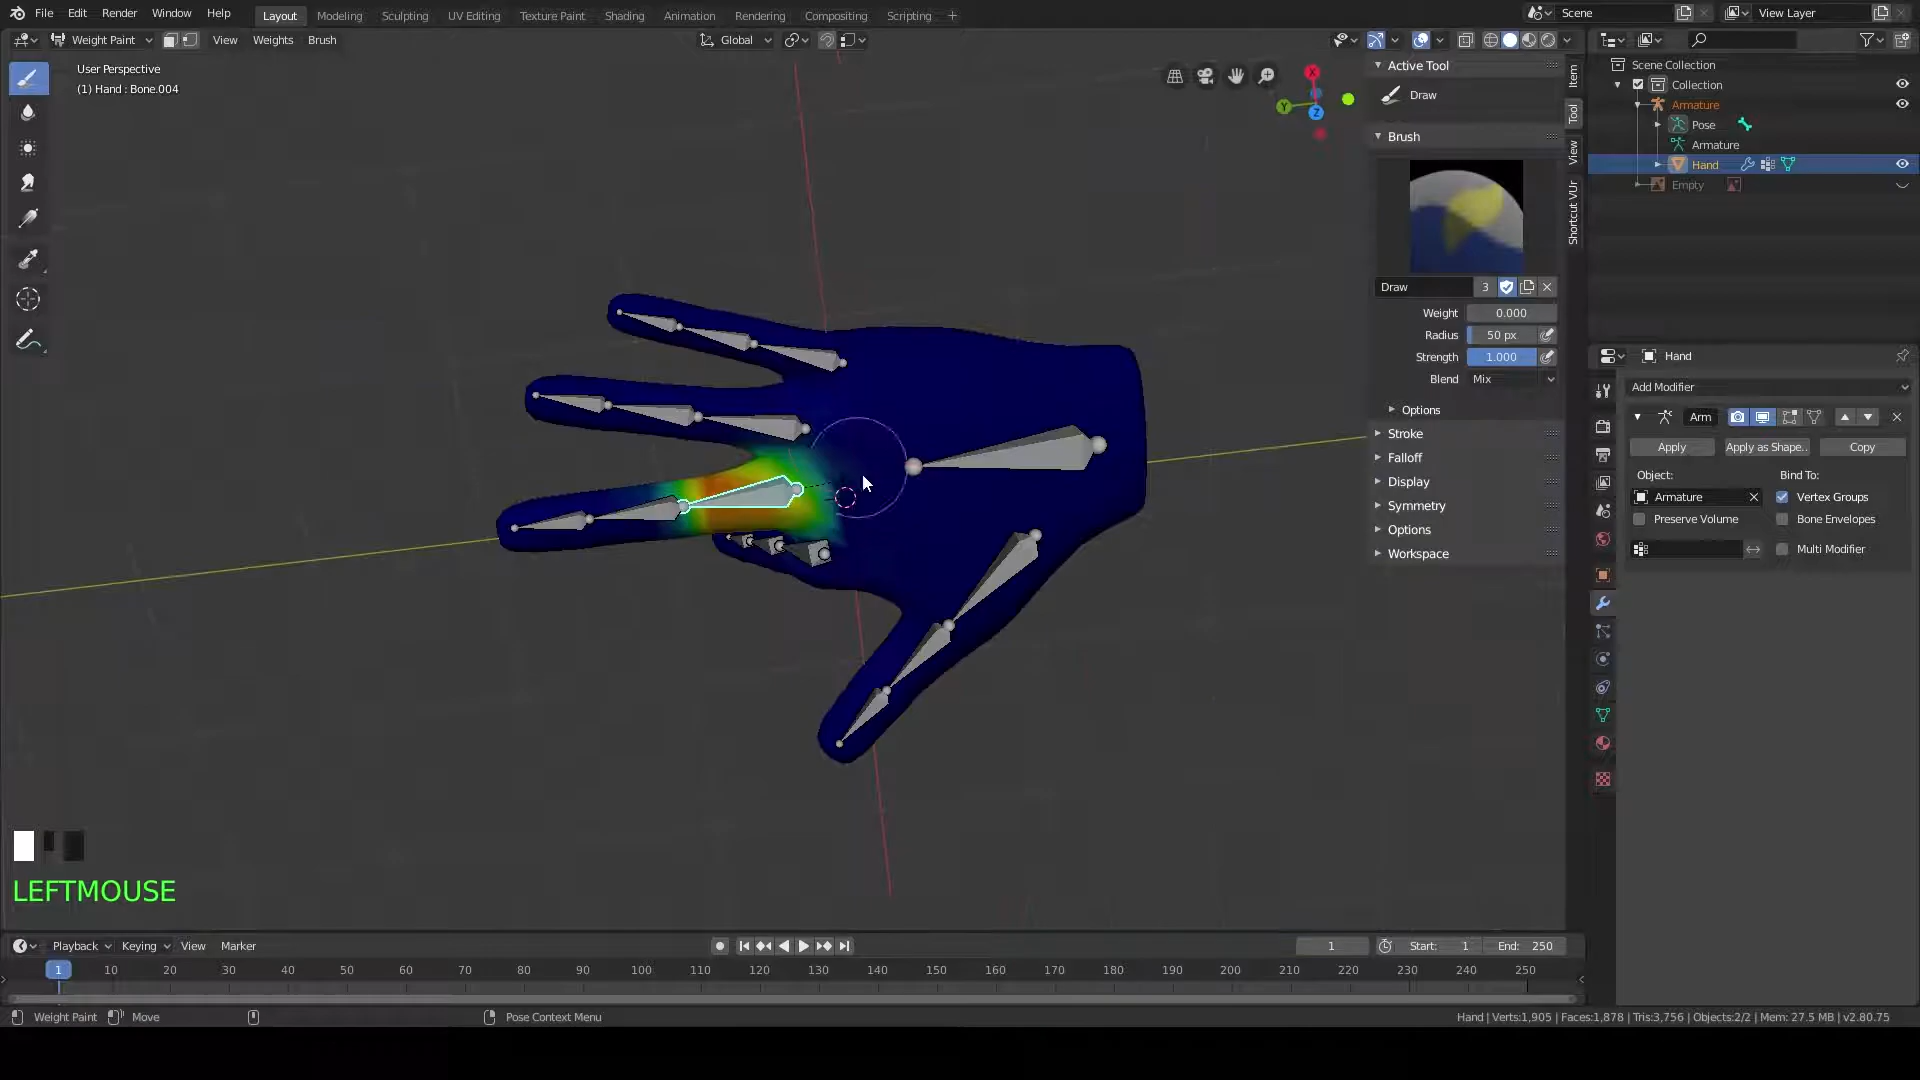 File Edit Render Window Help Layout Modeling Sculpting UV Editing Texture Paint Shading Animation Rendering Compositing Scripting + Scene View Layer
Weight Paint View Weights Brush Global
User Perspective
(1) Hand : Bone.004
X
Y
Z
Active Tool
Draw
Brush
Draw 3
Weight 0.000
Radius 50 px
Strength 1.000
Blend Mix
Options
Stroke
Falloff
Display
Symmetry
Options
Workspace
Item
Tool
View
Shortcut VUr
Scene Collection
Collection
Armature
Pose
Armature
Hand
Empty
Hand
Add Modifier
Arm
Apply Apply as Shape.. Copy
Object: Bind To:
Armature Vertex Groups
Preserve Volume Bone Envelopes
Multi Modifier
LEFTMOUSE
Playback Keying View Marker 1 Start: 1 End: 250
1 10 20 30 40 50 60 70 80 90 100 110 120 130 140 150 160 170 180 190 200 210 220 230 240 250
Weight Paint Move Pose Context Menu Hand | Verts:1,905 | Faces:1,878 | Tris:3,756 | Objects:2/2 | Mem: 27.5 MB | v2.80.75